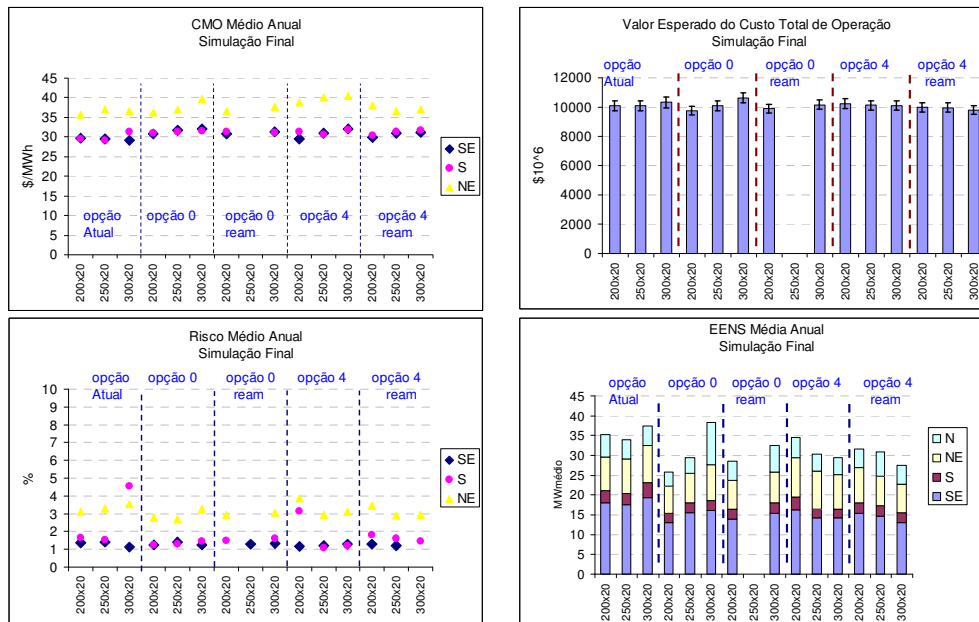 CMO Médio Anual
Simulação Final
45
40
35
30
25
20
15
10
5
0
$/MWh
opção
Atual
opção 0
opção 0
ream
opção 4
opção 4
ream
200x20
250x20
300x20
200x20
250x20
300x20
200x20
250x20
300x20
200x20
250x20
300x20
200x20
250x20
300x20
SE
S
NE
Valor Esperado do Custo Total de Operação
Simulação Final
opção
Atual
opção 0
opção 0
ream
opção 4
opção 4
ream
12000
10000
8000
6000
4000
2000
0
$10^6
200x20
250x20
300x20
200x20
250x20
300x20
200x20
250x20
300x20
200x20
250x20
300x20
200x20
250x20
300x20
Risco Médio Anual
Simulação Final
opção
Atual
opção 0
opção 0
ream
opção 4
opção 4
ream
10
9
8
7
6
5
4
3
2
1
0
%
200x20
250x20
300x20
200x20
250x20
300x20
200x20
250x20
300x20
200x20
250x20
300x20
200x20
250x20
300x20
SE
S
NE
EENS Média Anual
Simulação Final
opção
Atual
opção 0
opção 0
ream
opção 4
opção 4
ream
45
40
35
30
25
20
15
10
5
0
MWmédio
200x20
250x20
300x20
200x20
250x20
300x20
200x20
250x20
300x20
200x20
250x20
300x20
200x20
250x20
300x20
N
NE
S
SE